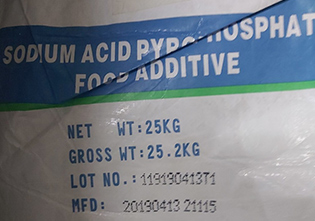 SODIUM ACID PYROPHOSPHAT
FOOD ADDITIVE
NET WT:25KG
GROSS WT:25.2KG
LOT NO.:119190413T1
MFD: 20190413 21115